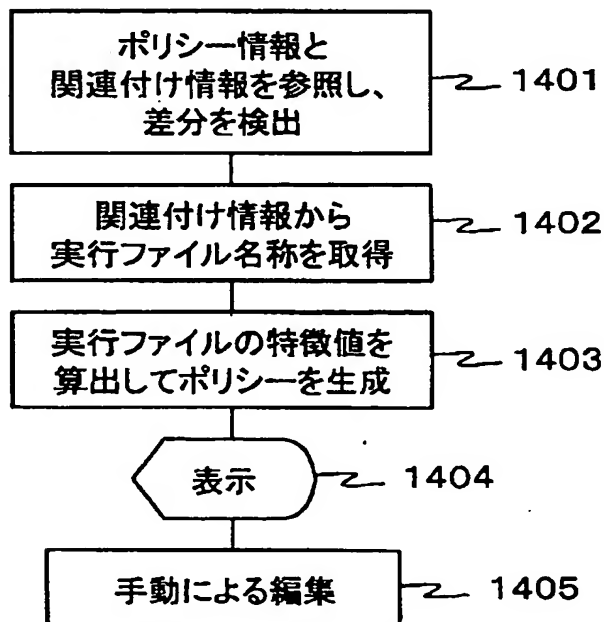 ポリシー情報と
関連付け情報を参照し、
差分を検出
1401
関連付け情報から
実行ファイル名称を取得
1402
実行ファイルの特徴値を
算出してポリシーを生成
1403
表示
1404
手動による編集
1405